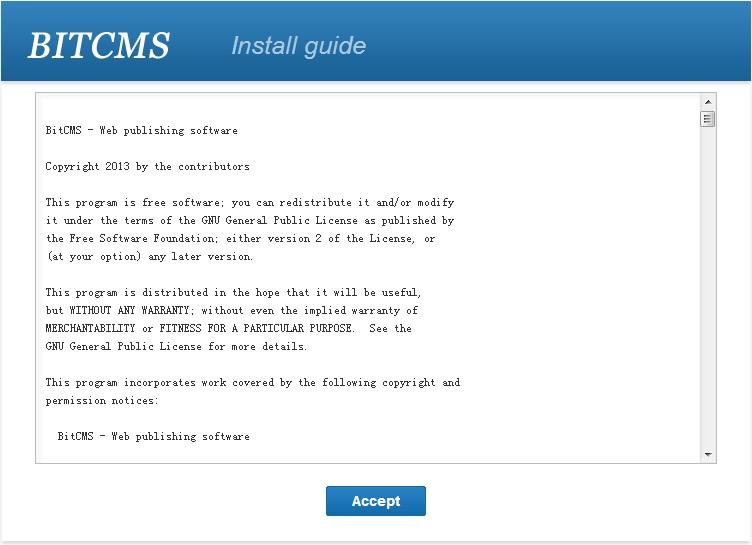 BITCMS Install guide
BitCMS - Web publishing software
Copyright 2013 by the contributors
This program is free software; you can redistribute it and/or modify
it under the terms of the GNU General Public License as published by
the Free Software Foundation; either version 2 of the License, or
(at your option) any later version.
This program is distributed in the hope that it will be useful,
but WITHOUT ANY WARRANTY; without even the implied warranty of
MERCHANTABILITY or FITNESS FOR A PARTICULAR PURPOSE.  See the
GNU General Public License for more details.
This program incorporates work covered by the following copyright and
permission notices:
BitCMS - Web publishing software
Accept